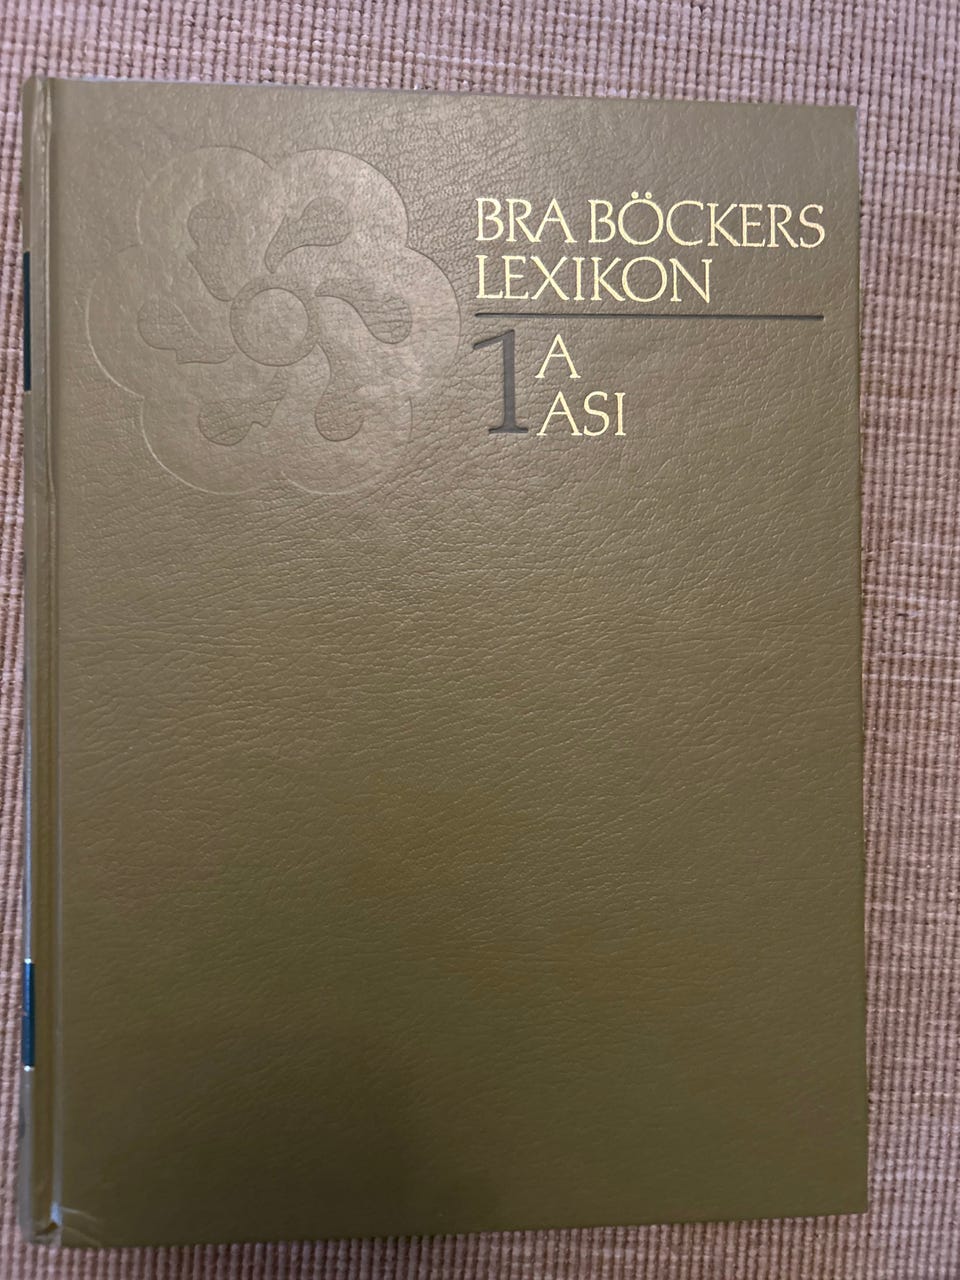 BRA BÖCKERS
LEXIKON
1 A
ASI